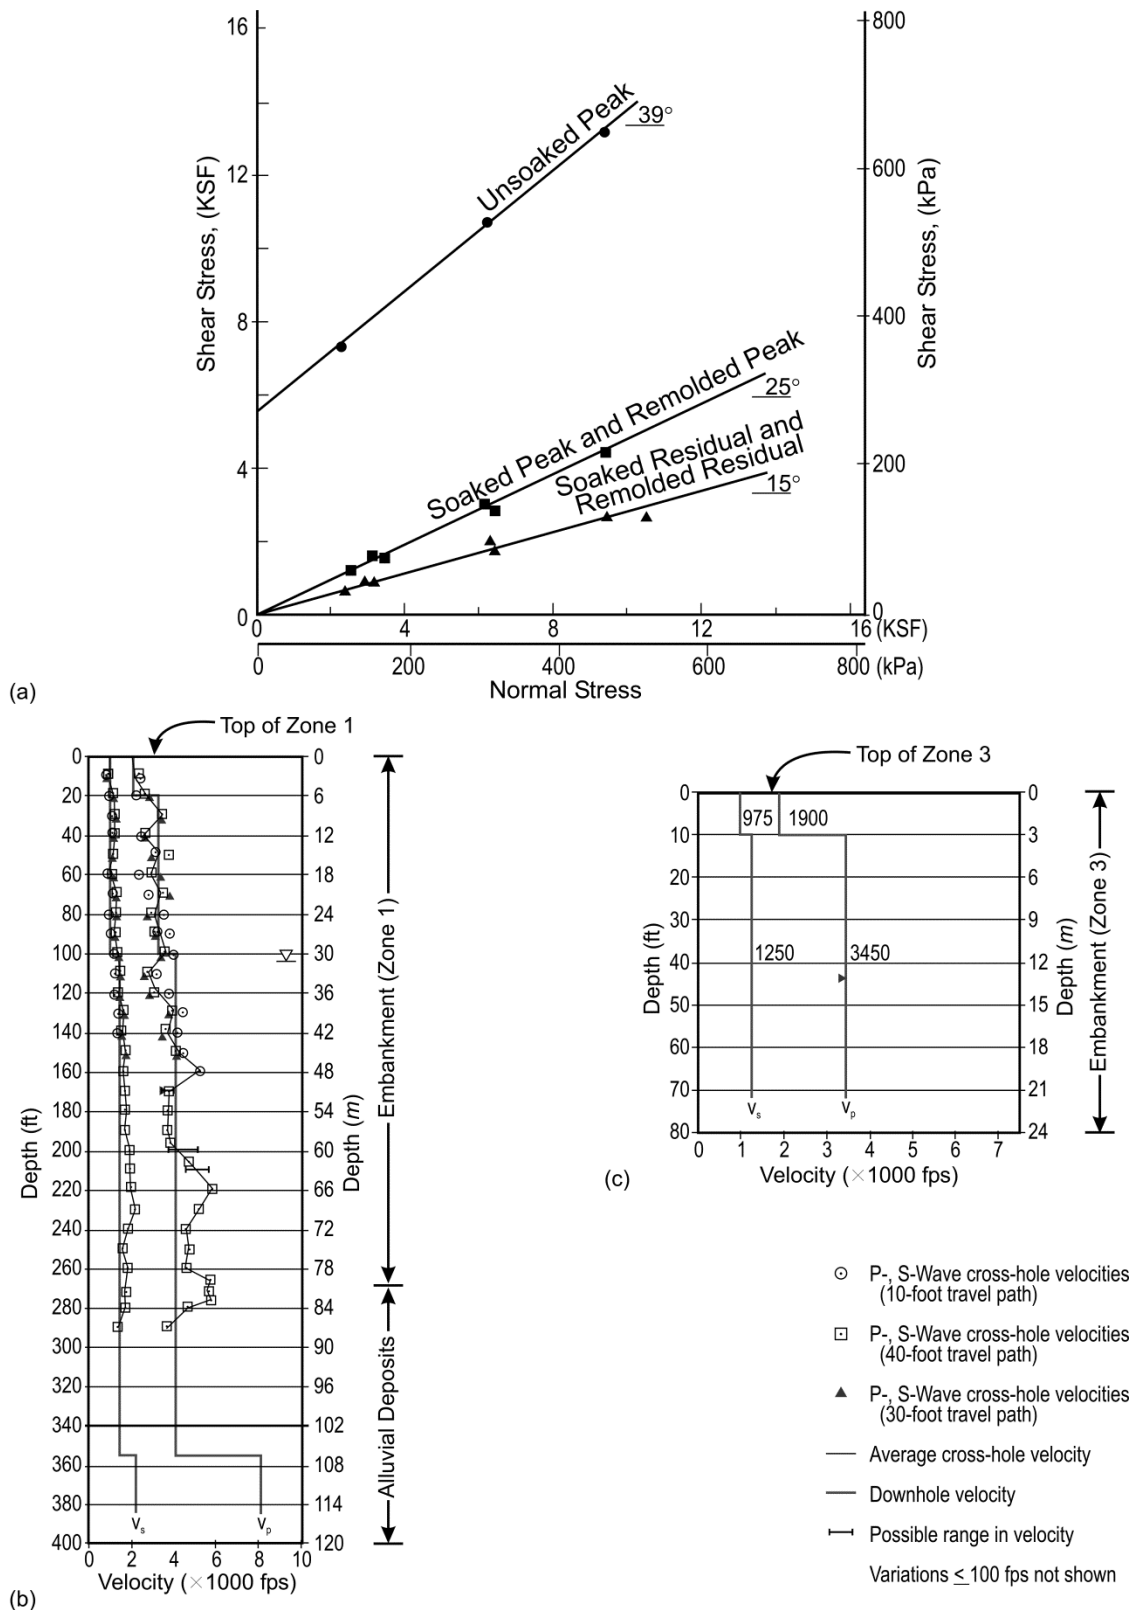 16
12
8
4
0
Shear Stress, (KSF)
800
600
400
200
0
Shear Stress, (kPa)
Unsoaked Peak
39°
Soaked Peak and Remolded Peak
25°
Soaked Residual and
Remolded Residual
15°
0 4 8 12 16 (KSF)
0 200 400 600 800 (kPa)
Normal Stress
(a)
Top of Zone 1
0 0
20 6
40 12
60 18
80 24
100 30
120 36
140 42
160 48
180 54
200 60
220 66
240 72
260 78
280 84
300 90
320 96
340 102
360 108
380 114
400 120
Depth (ft)
Depth (m)
Embankment (Zone 1)
Alluvial Deposits
Vs Vp
0 2 4 6 8 10
Velocity (×1000 fps)
(b)
Top of Zone 3
0 0
10 3
20 6
30 9
40 12
50 15
60 18
70 21
80 24
975 1900
1250 3450
Vs Vp
Depth (ft)
Depth (m)
Embankment (Zone 3)
0 1 2 3 4 5 6 7
Velocity (×1000 fps)
(c)
P-, S-Wave cross-hole velocities
(10-foot travel path)
P-, S-Wave cross-hole velocities
(40-foot travel path)
P-, S-Wave cross-hole velocities
(30-foot travel path)
Average cross-hole velocity
Downhole velocity
Possible range in velocity
Variations ≤ 100 fps not shown